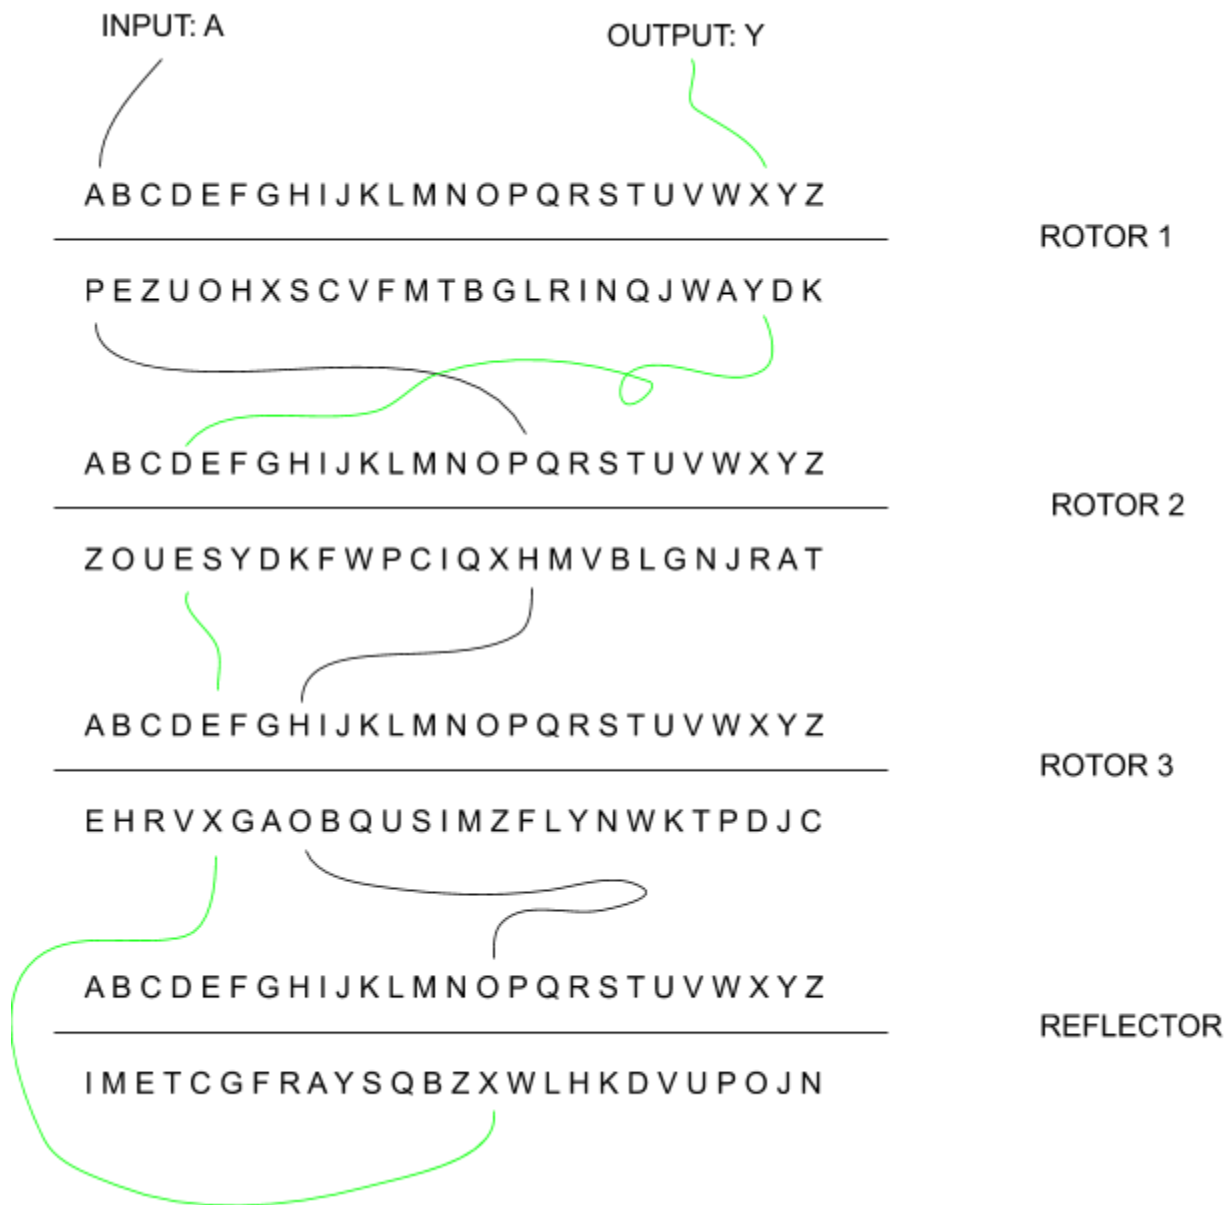 INPUT: A
OUTPUT: Y
A B C D E F G H I J K L M N O P Q R S T U V W X Y Z
ROTOR 1
P E Z U O H X S C V F M T B G L R I N Q J W A Y D K
A B C D E F G H I J K L M N O P Q R S T U V W X Y Z
ROTOR 2
Z O U E S Y D K F W P C I Q X H M V B L G N J R A T
A B C D E F G H I J K L M N O P Q R S T U V W X Y Z
ROTOR 3
E H R V X G A O B Q U S I M Z F L Y N W K T P D J C
A B C D E F G H I J K L M N O P Q R S T U V W X Y Z
REFLECTOR
I M E T C G F R A Y S Q B Z X W L H K D V U P O J N